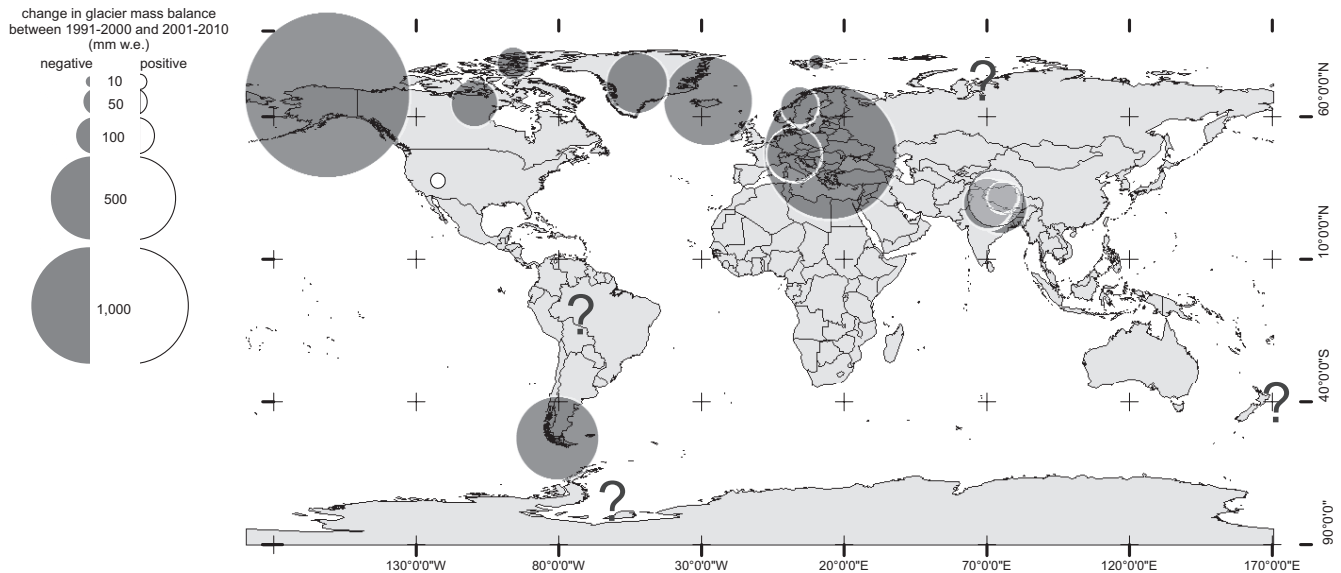 change in glacier mass balance
between 1991-2000 and 2001-2010
(mm w.e.)
negative positive
10
50
100
500
1,000
?
?
?
?
60°0'0"N
10°0'0"N
40°0'0"S
90°0'0"
130°0'0"W 80°0'0"W 30°0'0"W 20°0'0"E 70°0'0"E 120°0'0"E 170°0'0"E